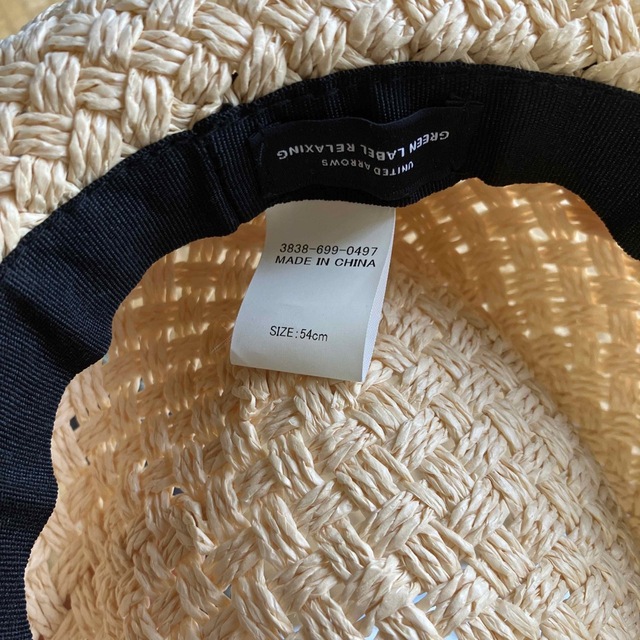 UNITED ARROWS
GREEN LABEL RELAXING
3838-699-0497
MADE IN CHINA
SIZE:54cm